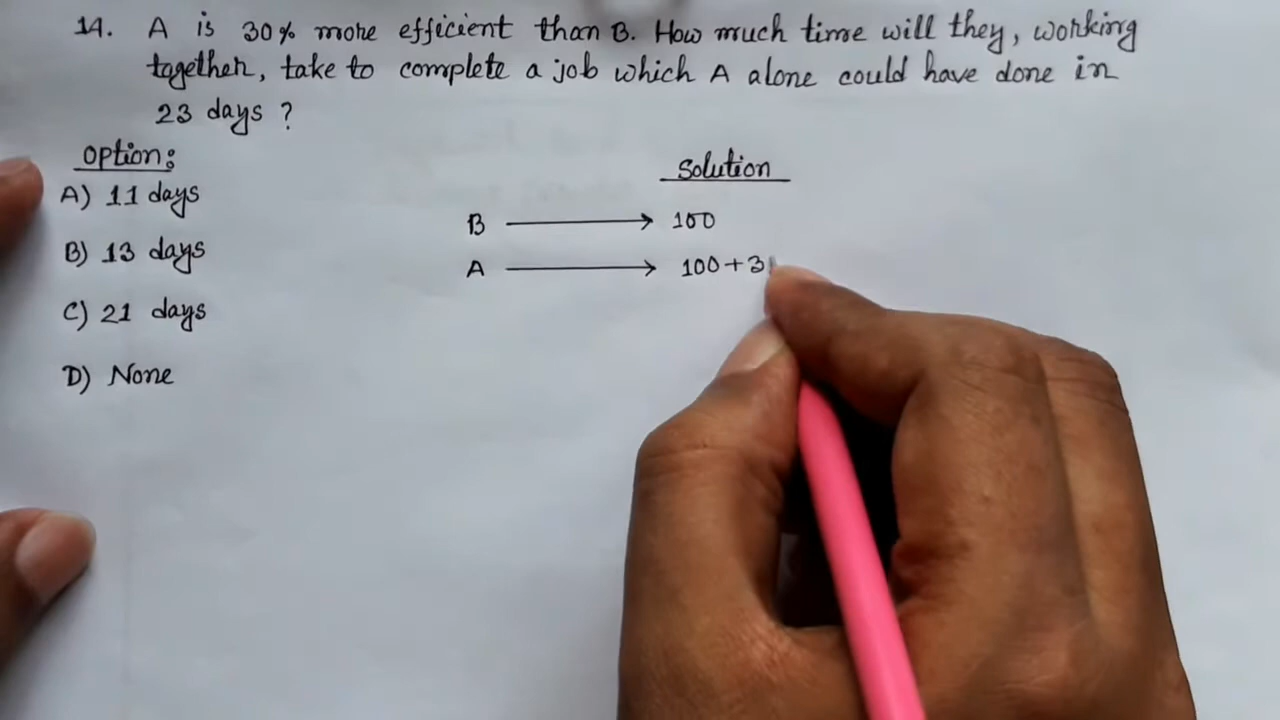 14. A is 30% more efficient than B. How much time will they, working
together, take to complete a job which A alone could have done in
23 days ?
option:
A) 11 days
B) 13 days
C) 21 days
D) None
Solution
B → 100
A → 100+3